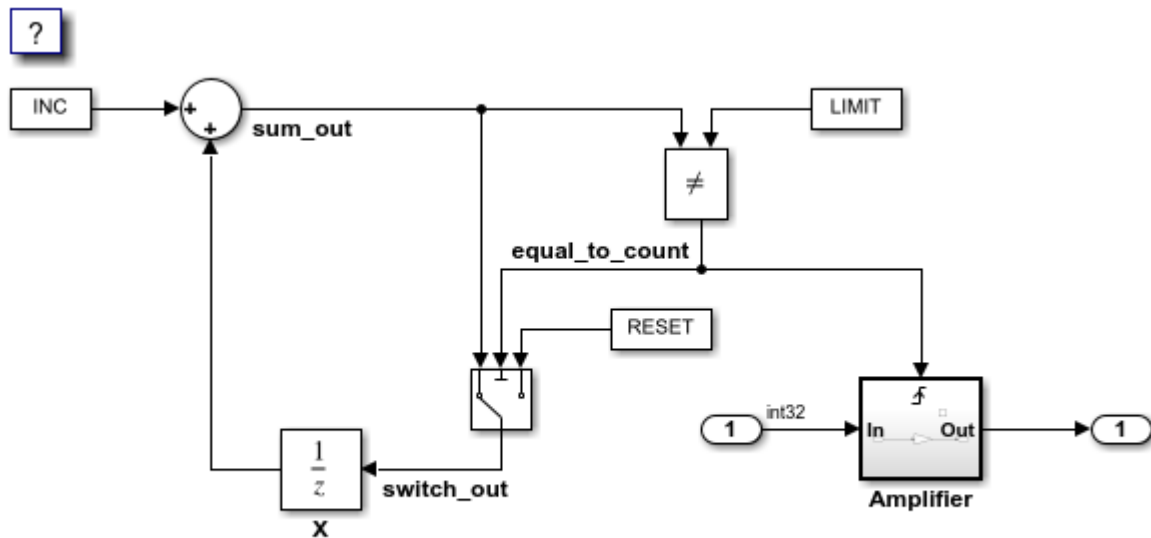 ?
INC
+
+
sum_out
LIMIT
≠
equal_to_count
RESET
1
int32
In
Out
1
Amplifier
1
z
switch_out
X